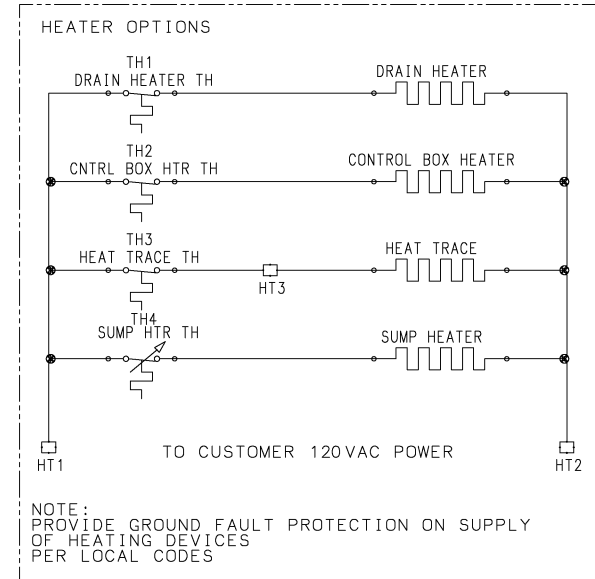 HEATER OPTIONS
TH1
DRAIN HEATER TH
DRAIN HEATER
TH2
CNTRL BOX HTR TH
CONTROL BOX HEATER
TH3
HEAT TRACE TH
HEAT TRACE
HT3
TH4
SUMP HTR TH
SUMP HEATER
TO CUSTOMER 120VAC POWER
HT1
HT2
NOTE:
PROVIDE GROUND FAULT PROTECTION ON SUPPLY
OF HEATING DEVICES
PER LOCAL CODES